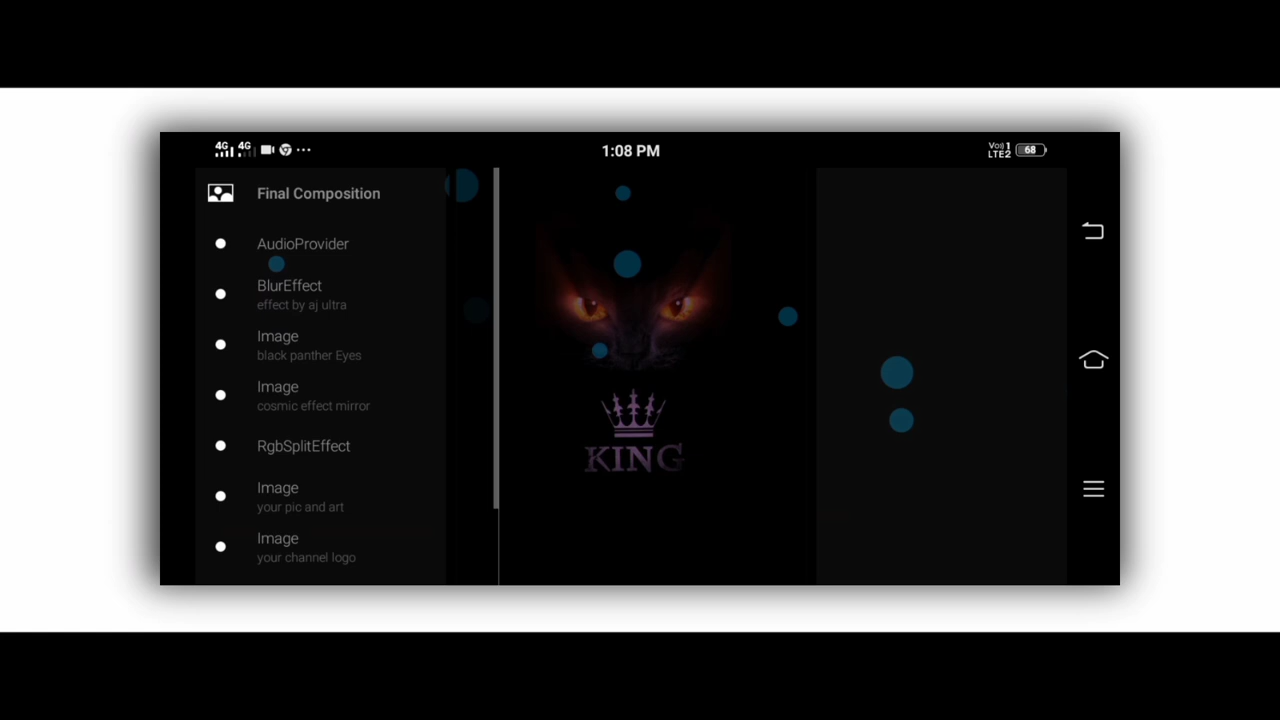 4G 4G
1:08 PM
Vo)) 1
LTE2
68
Final Composition
AudioProvider
BlurEffect
effect by aj ultra
Image
black panther Eyes
Image
cosmic effect mirror
RgbSplitEffect
Image
your pic and art
Image
your channel logo
KING